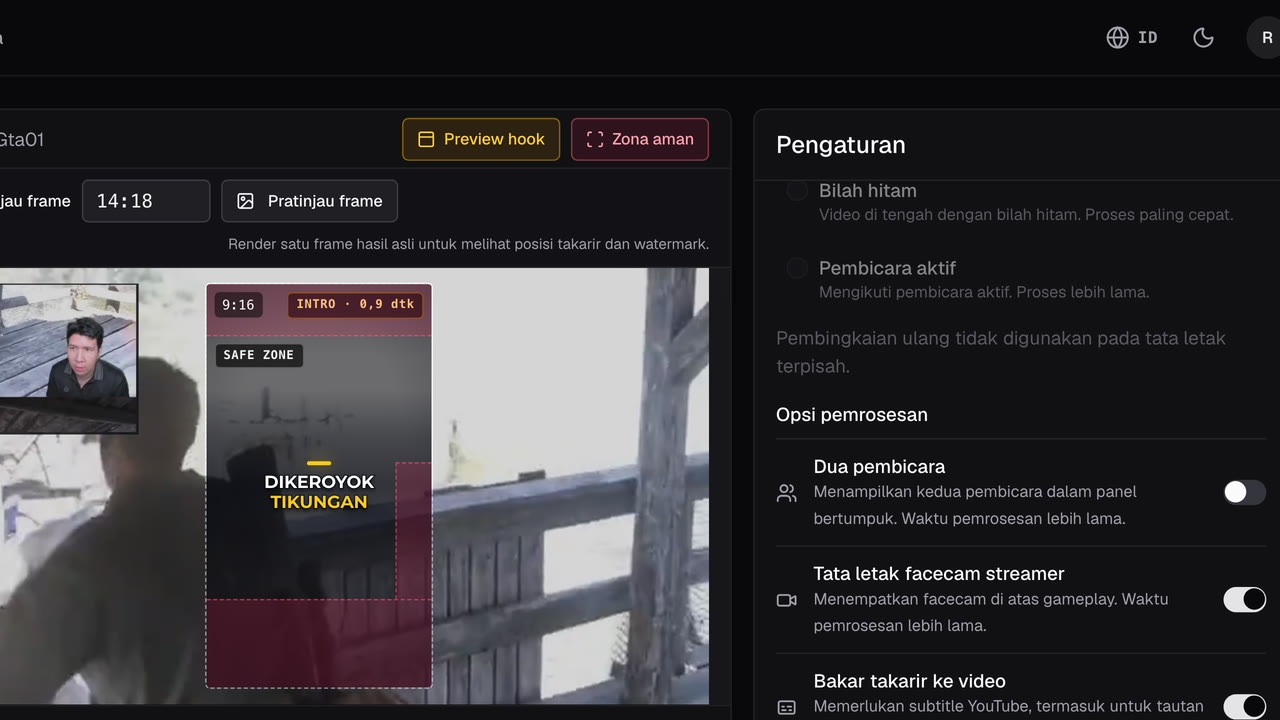 ID
R
Gta01
Preview hook
Zona aman
jau frame
14:18
Pratinjau frame
Render satu frame hasil asli untuk melihat posisi takarir dan watermark.
9:16
INTRO · 0,9 dtk
SAFE ZONE
DIKEROYOK
TIKUNGAN
Pengaturan
Bilah hitam
Video di tengah dengan bilah hitam. Proses paling cepat.
Pembicara aktif
Mengikuti pembicara aktif. Proses lebih lama.
Pembingkaian ulang tidak digunakan pada tata letak
terpisah.
Opsi pemrosesan
Dua pembicara
Menampilkan kedua pembicara dalam panel
bertumpuk. Waktu pemrosesan lebih lama.
Tata letak facecam streamer
Menempatkan facecam di atas gameplay. Waktu
pemrosesan lebih lama.
Bakar takarir ke video
Memerlukan subtitle YouTube, termasuk untuk tautan